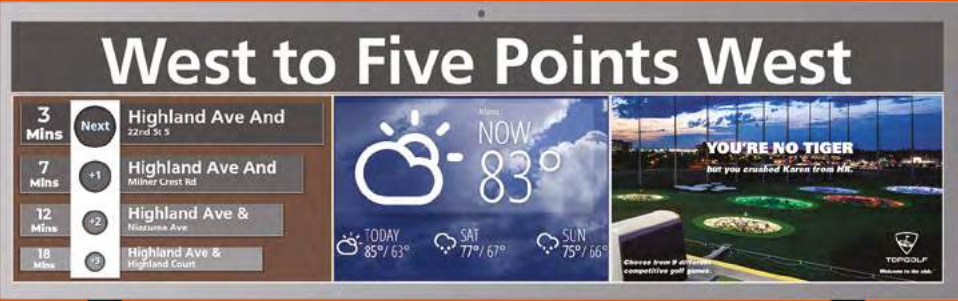 West to Five Points West
3
Mins
Next
Highland Ave And
22nd St S
7
Mins
+1
Highland Ave And
Milner Crest Rd
12
Mins
+2
Highland Ave &
Niazuma Ave
18
Mins
+3
Highland Ave &
Highland Court
NOW
83°
TODAY
85°/ 63°
SAT
77°/ 67°
SUN
75°/ 66°
YOU'RE NO TIGER
but you crushed Karen from HR.
Choose from 9 different
competitive golf games.
TOPGOLF
Welcome to the club.